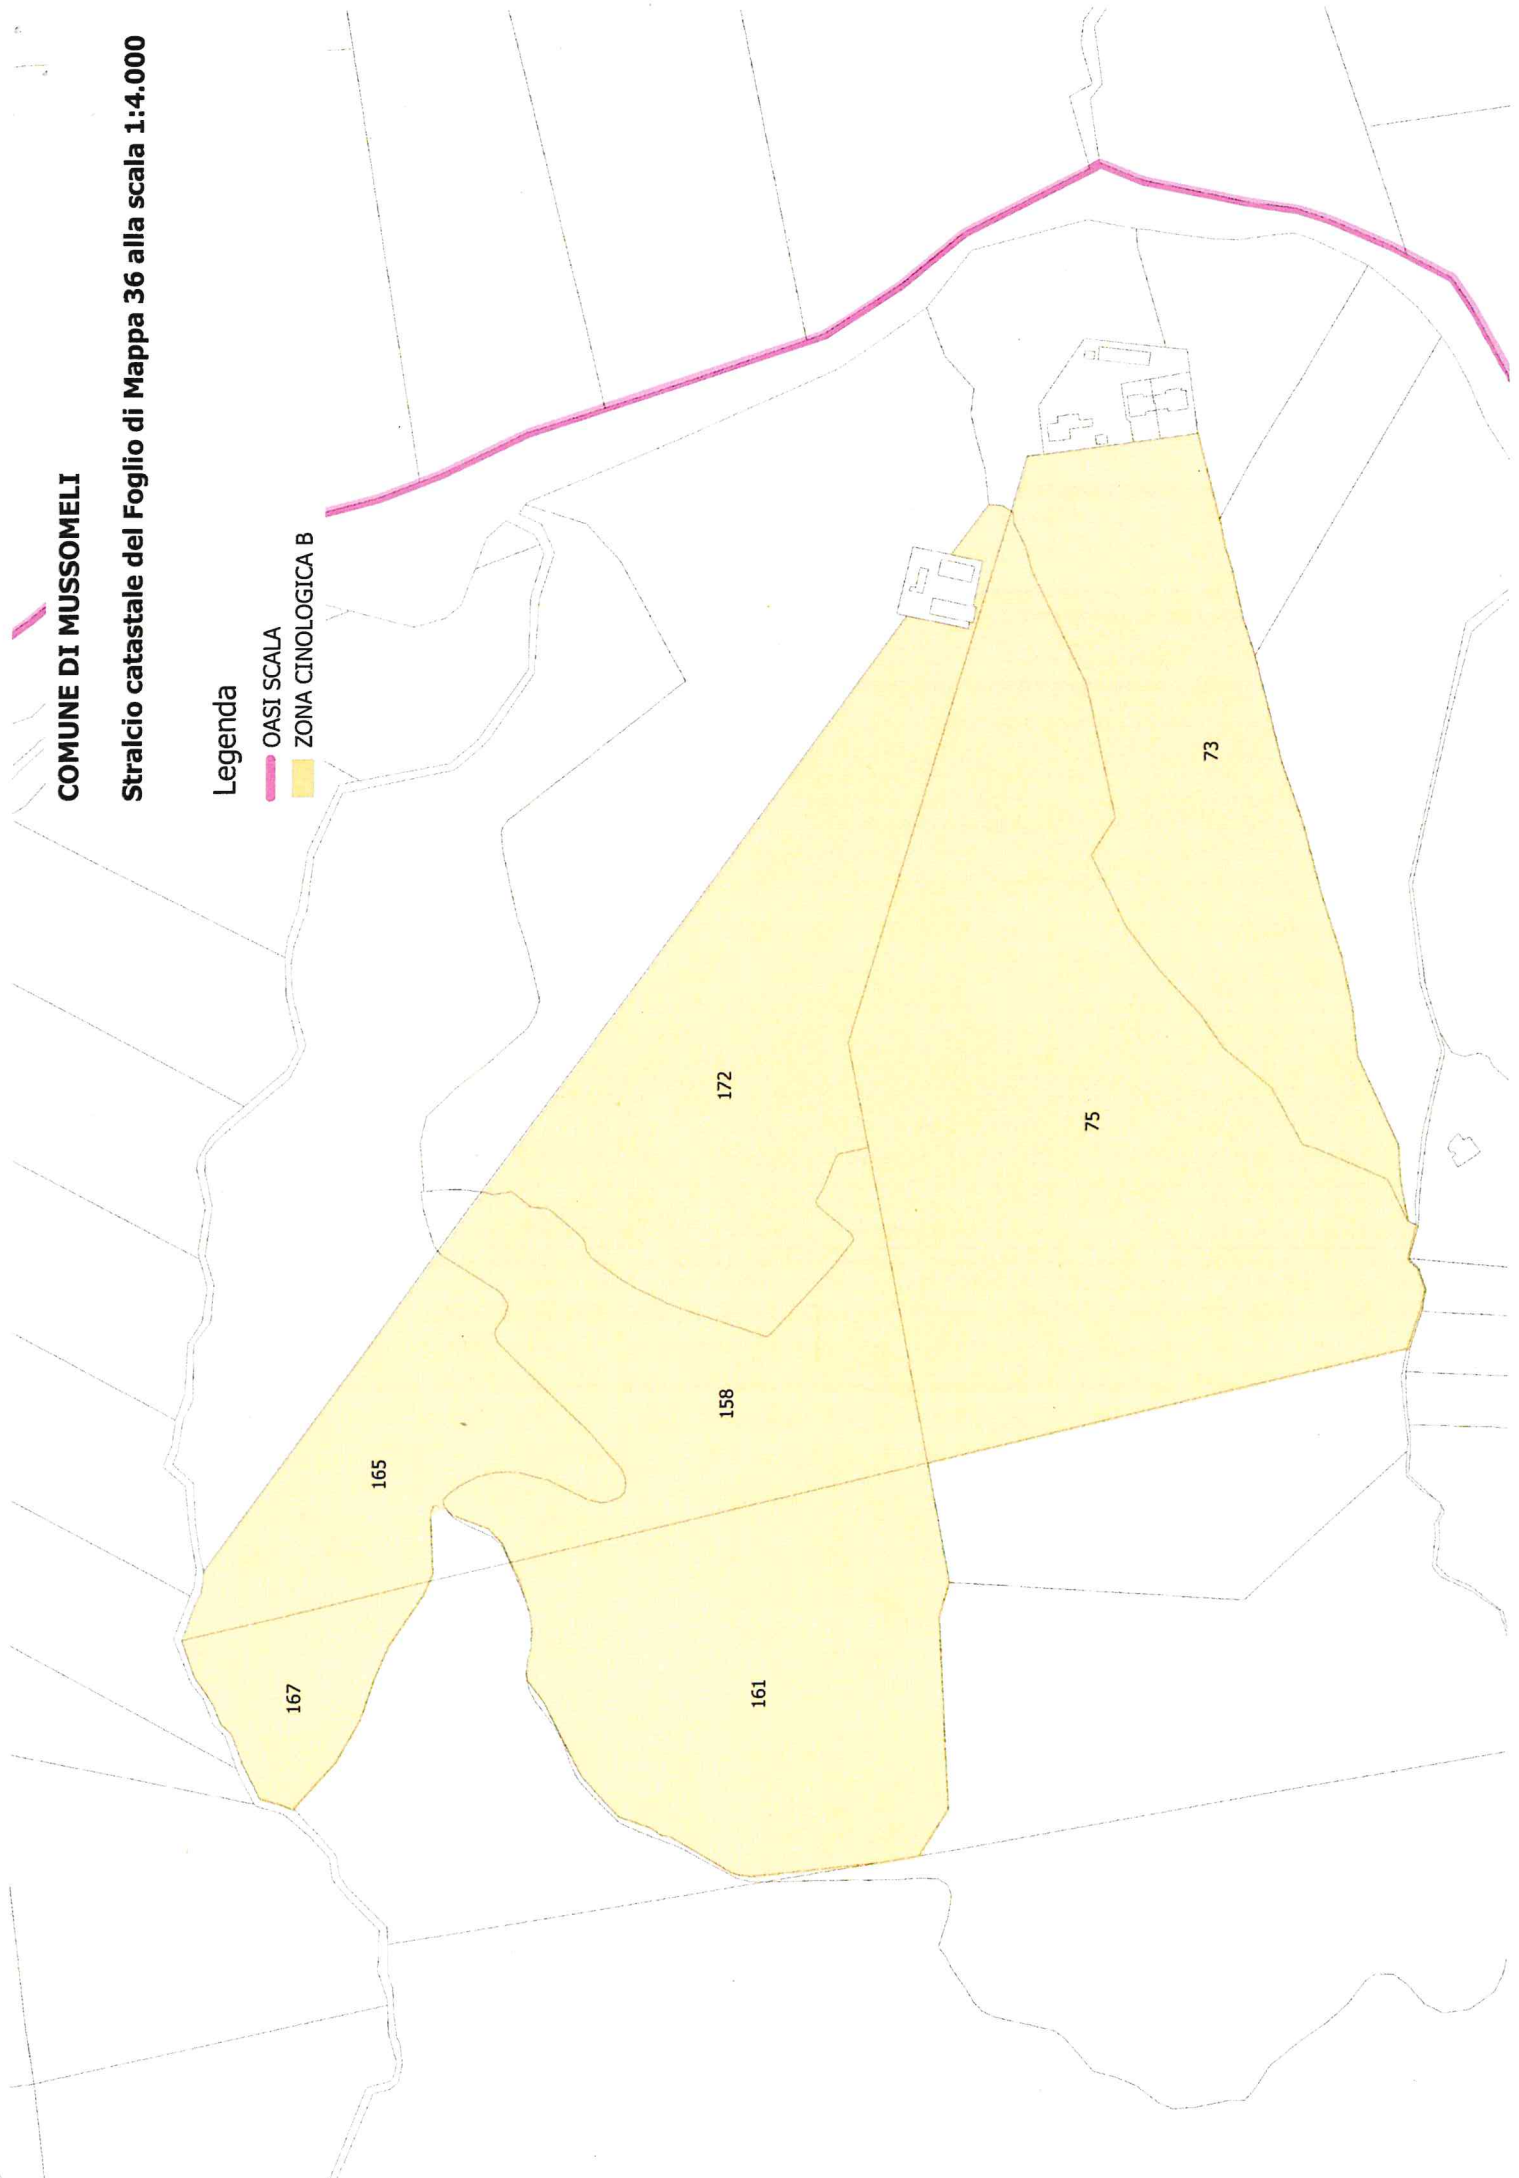 COMUNE DI MUSSOMELI
Stralcio catastale del Foglio di Mappa 36 alla scala 1:4.000
Legenda
OASI SCALA
ZONA CINOLOGICA B
167
165
161
158
172
75
73